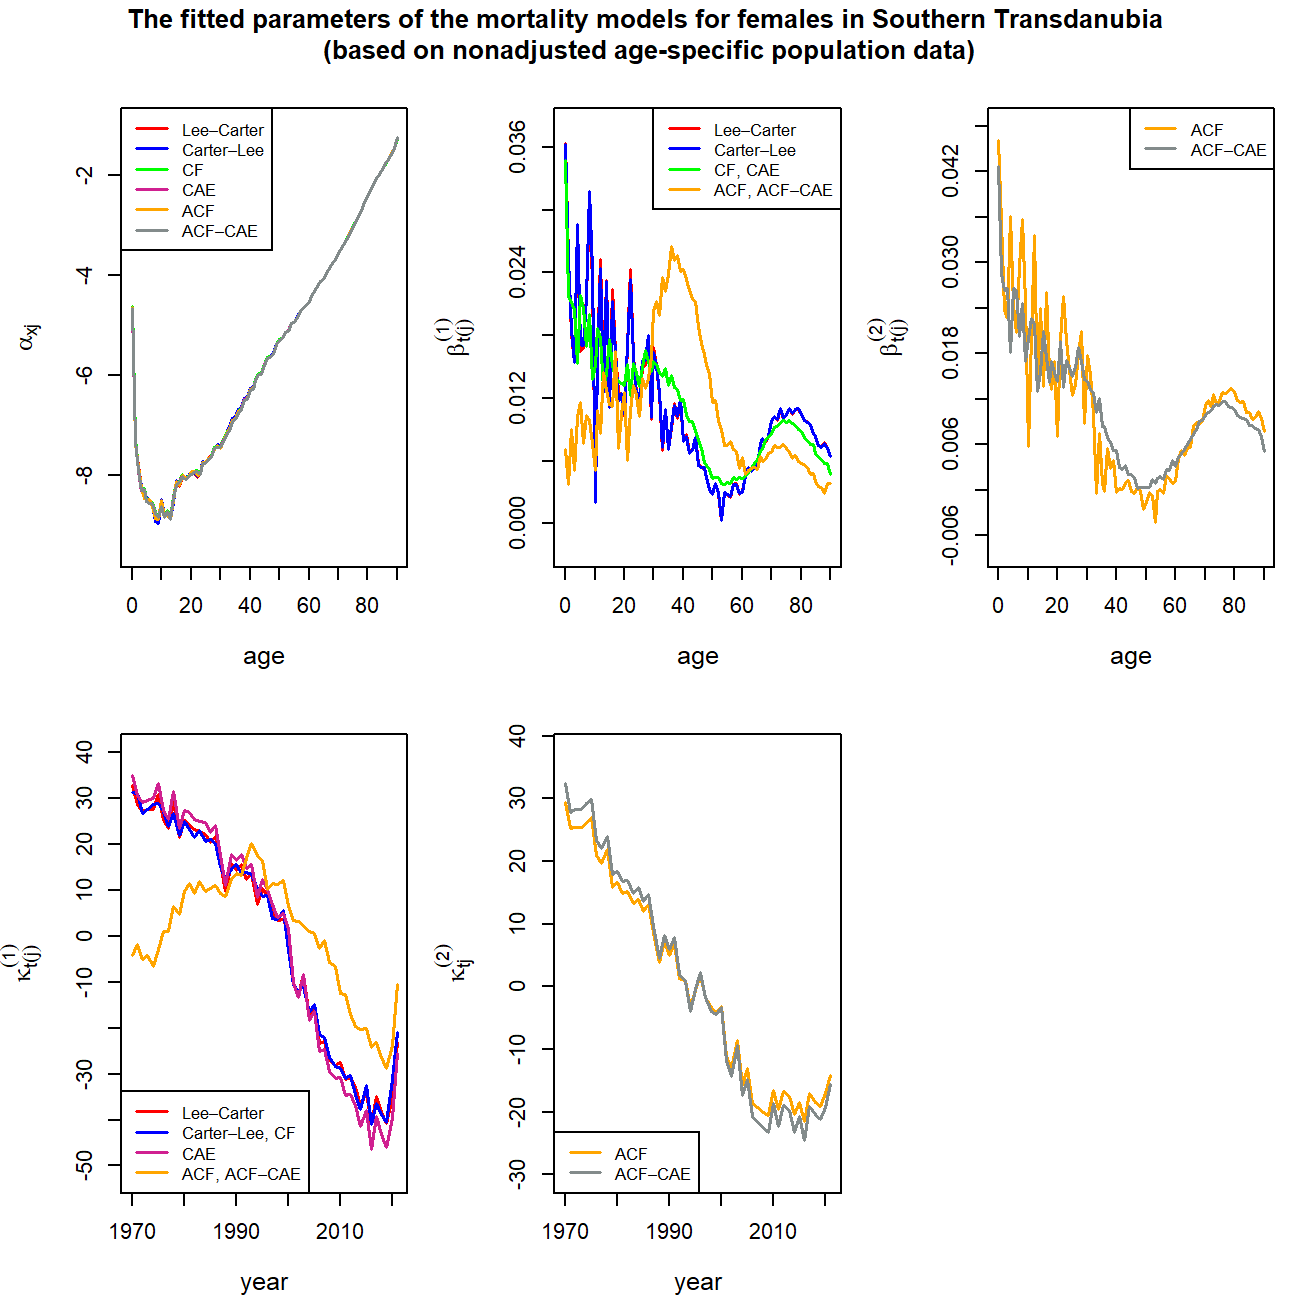 The fitted parameters of the mortality models for females in Southern Transdanubia
(based on nonadjusted age-specific population data)
Lee–Carter
Carter–Lee
CF
CAE
ACF
ACF–CAE
-2
-4
-6
-8
αxj
0 20 40 60 80
age
Lee–Carter
Carter–Lee
CF, CAE
ACF, ACF–CAE
0.036
0.024
0.012
0.000
β(1)t(j)
0 20 40 60 80
age
ACF
ACF–CAE
0.042
0.030
0.018
0.006
-0.006
β(2)t(j)
0 20 40 60 80
age
40
30
20
10
0
-10
-30
-50
κ(1)t(j)
Lee–Carter
Carter–Lee, CF
CAE
ACF, ACF–CAE
1970 1990 2010
year
40
30
20
10
0
-10
-20
-30
κ(2)tj
ACF
ACF–CAE
1970 1990 2010
year